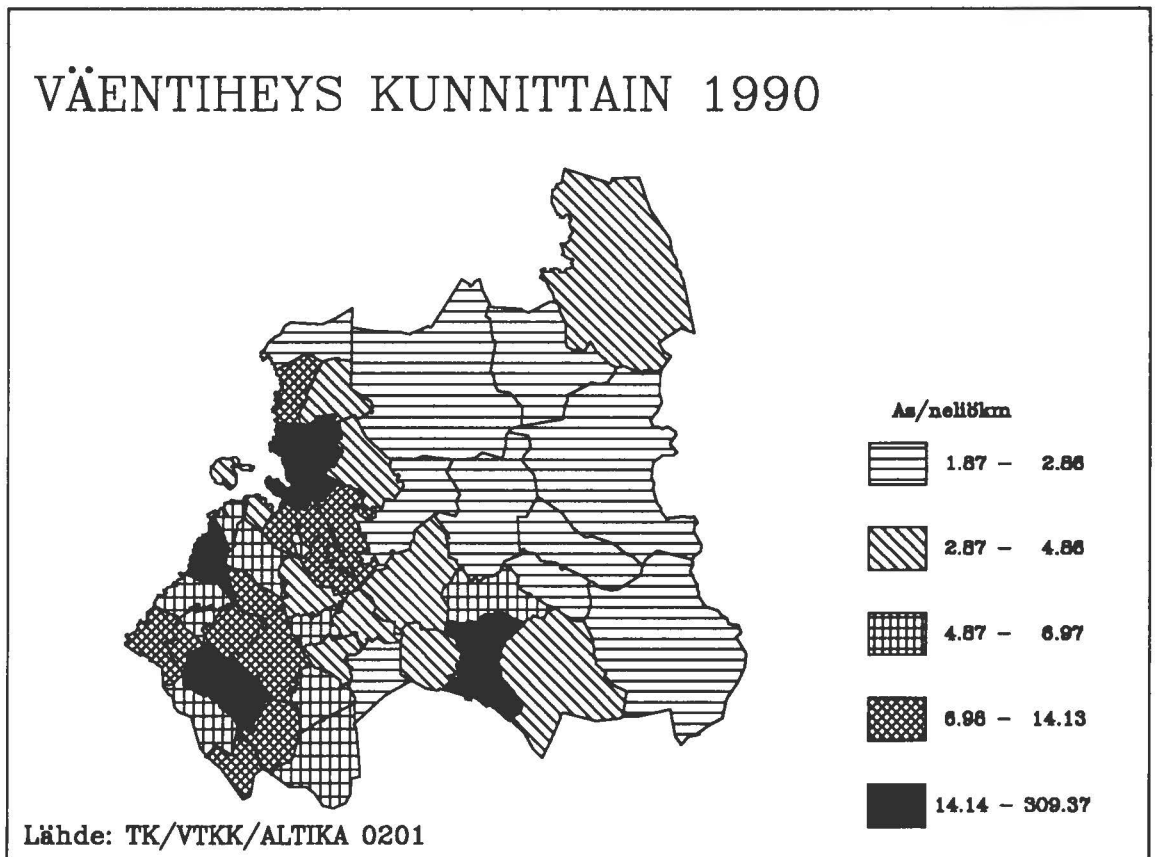 VÄENTIHEYS KUNNITTAIN 1990
As/neliökm
1.87 - 2.86
2.87 - 4.86
4.87 - 6.97
6.98 - 14.13
14.14 - 309.37
Lähde: TK/VTKK/ALTIKA 0201